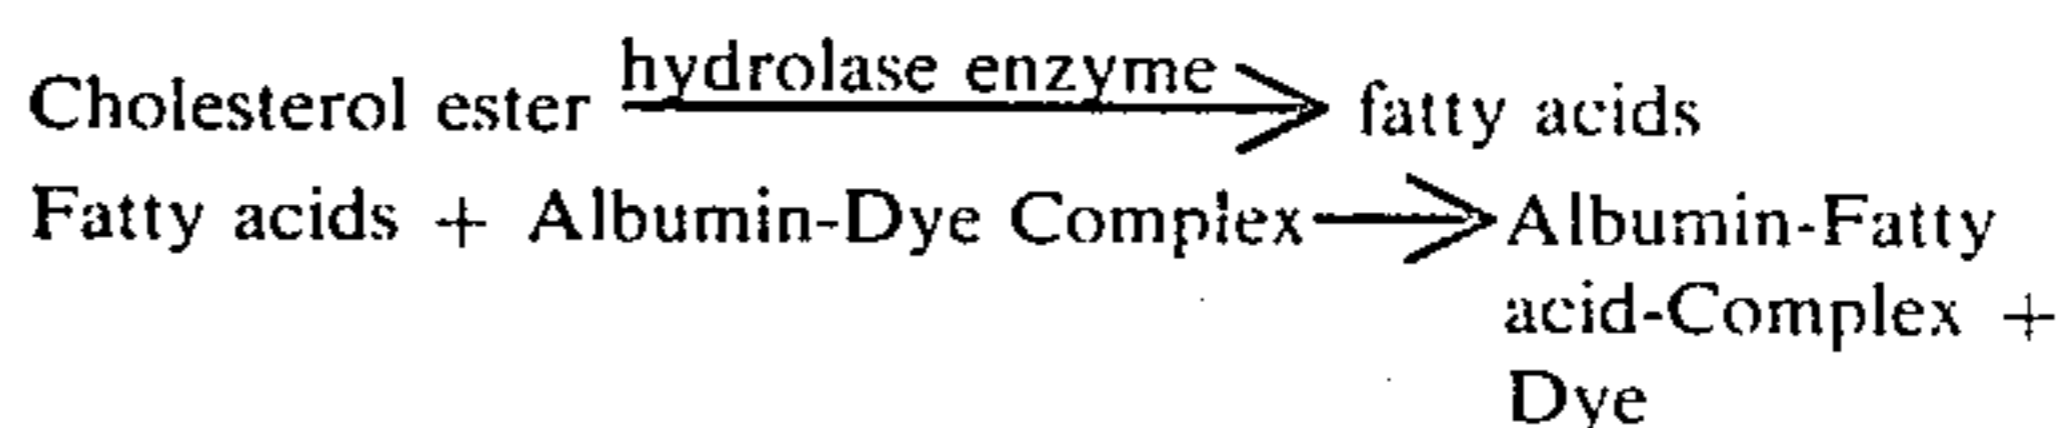 Cholesterol ester hydrolase enzyme fatty acids
Fatty acids + Albumin-Dye Complex Albumin-Fatty
acid-Complex +
Dye